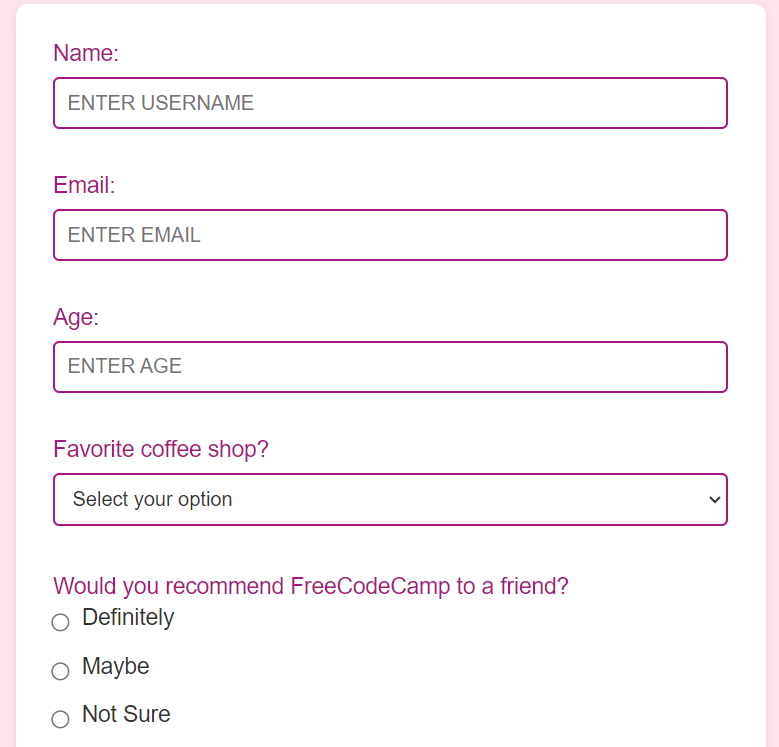 Name:
ENTER USERNAME
Email:
ENTER EMAIL
Age:
ENTER AGE
Favorite coffee shop?
Select your option
Would you recommend FreeCodeCamp to a friend?
Definitely
Maybe
Not Sure